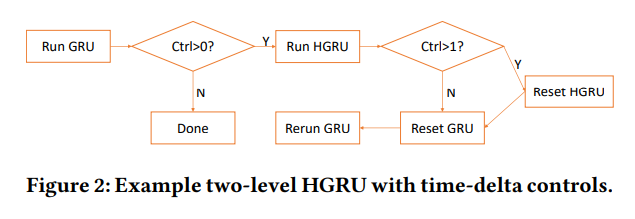 Run GRU
Ctrl>0?
Y
Run HGRU
Ctrl>1?
Y
Reset HGRU
N
N
Done
Rerun GRU
Reset GRU
Figure 2: Example two-level HGRU with time-delta controls.